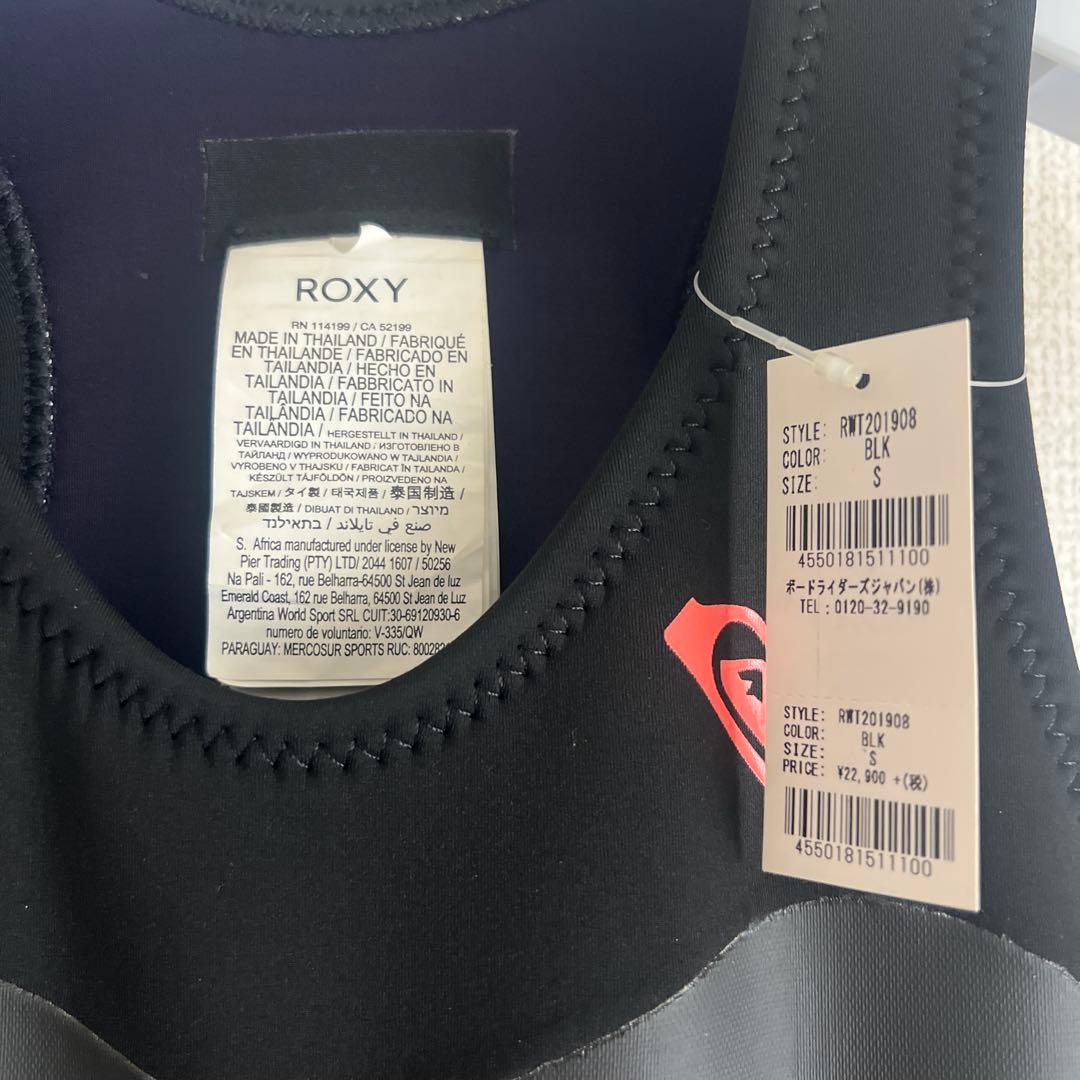 ROXY
RN 114199 / CA 52199
MADE IN THAILAND / FABRIQUÉ
EN THAILANDE / FABRICADO EN
TAILANDIA / HECHO EN
TAILANDIA / FABBRICATO IN
TAILANDIA / FEITO NA
TAILÂNDIA / FABRICADO NA
TAILÂNDIA / HERGESTELLT IN THAILAND /
VERVAARDIGD IN THAILAND / ИЗГОТОВЛЕНО В
ТАЙЛАНД / WYPRODUKOWANO W TAJLANDIA /
VYROBENO V THAJSKU / FABRICAT ÎN TAILANDA /
KÉSZÜLT TÁJFÖLDÖN / PROIZVEDENO NA
TAJSKEM / タイ製 / 태국제품 / 泰国制造 /
泰國製造 / DIBUAT DI THAILAND / מיוצר
בתאילנד / صنع في تايلاند
S. Africa manufactured under license by New
Pier Trading (PTY) LTD/ 2044 1607 / 50256
Na Pali - 162, rue Belharra-64500 St Jean de luz
Emerald Coast, 162 rue Belharra, 64500 St Jean de Luz
Argentina World Sport SRL CUIT:30-69120930-6
numero de voluntario: V-335/QW
PARAGUAY: MERCOSUR SPORTS RUC:
STYLE: RWT201908
COLOR: BLK
SIZE: S
4550181511100
ボードライダーズジャパン(株)
TEL:0120-32-9190
STYLE: RWT201908
COLOR: BLK
SIZE: S
PRICE: ¥22,900 +(税)
4550181511100